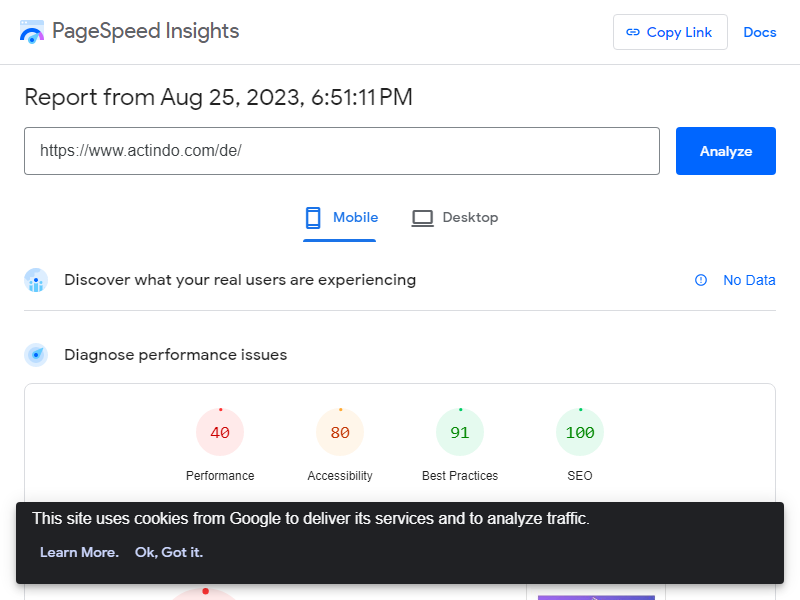 PageSpeed Insights
Copy Link
Docs
Report from Aug 25, 2023, 6:51:11 PM
https://www.actindo.com/de/
Analyze
Mobile
Desktop
Discover what your real users are experiencing
No Data
Diagnose performance issues
40
80
91
100
Performance
Accessibility
Best Practices
SEO
This site uses cookies from Google to deliver its services and to analyze traffic.
Learn More.
Ok, Got it.